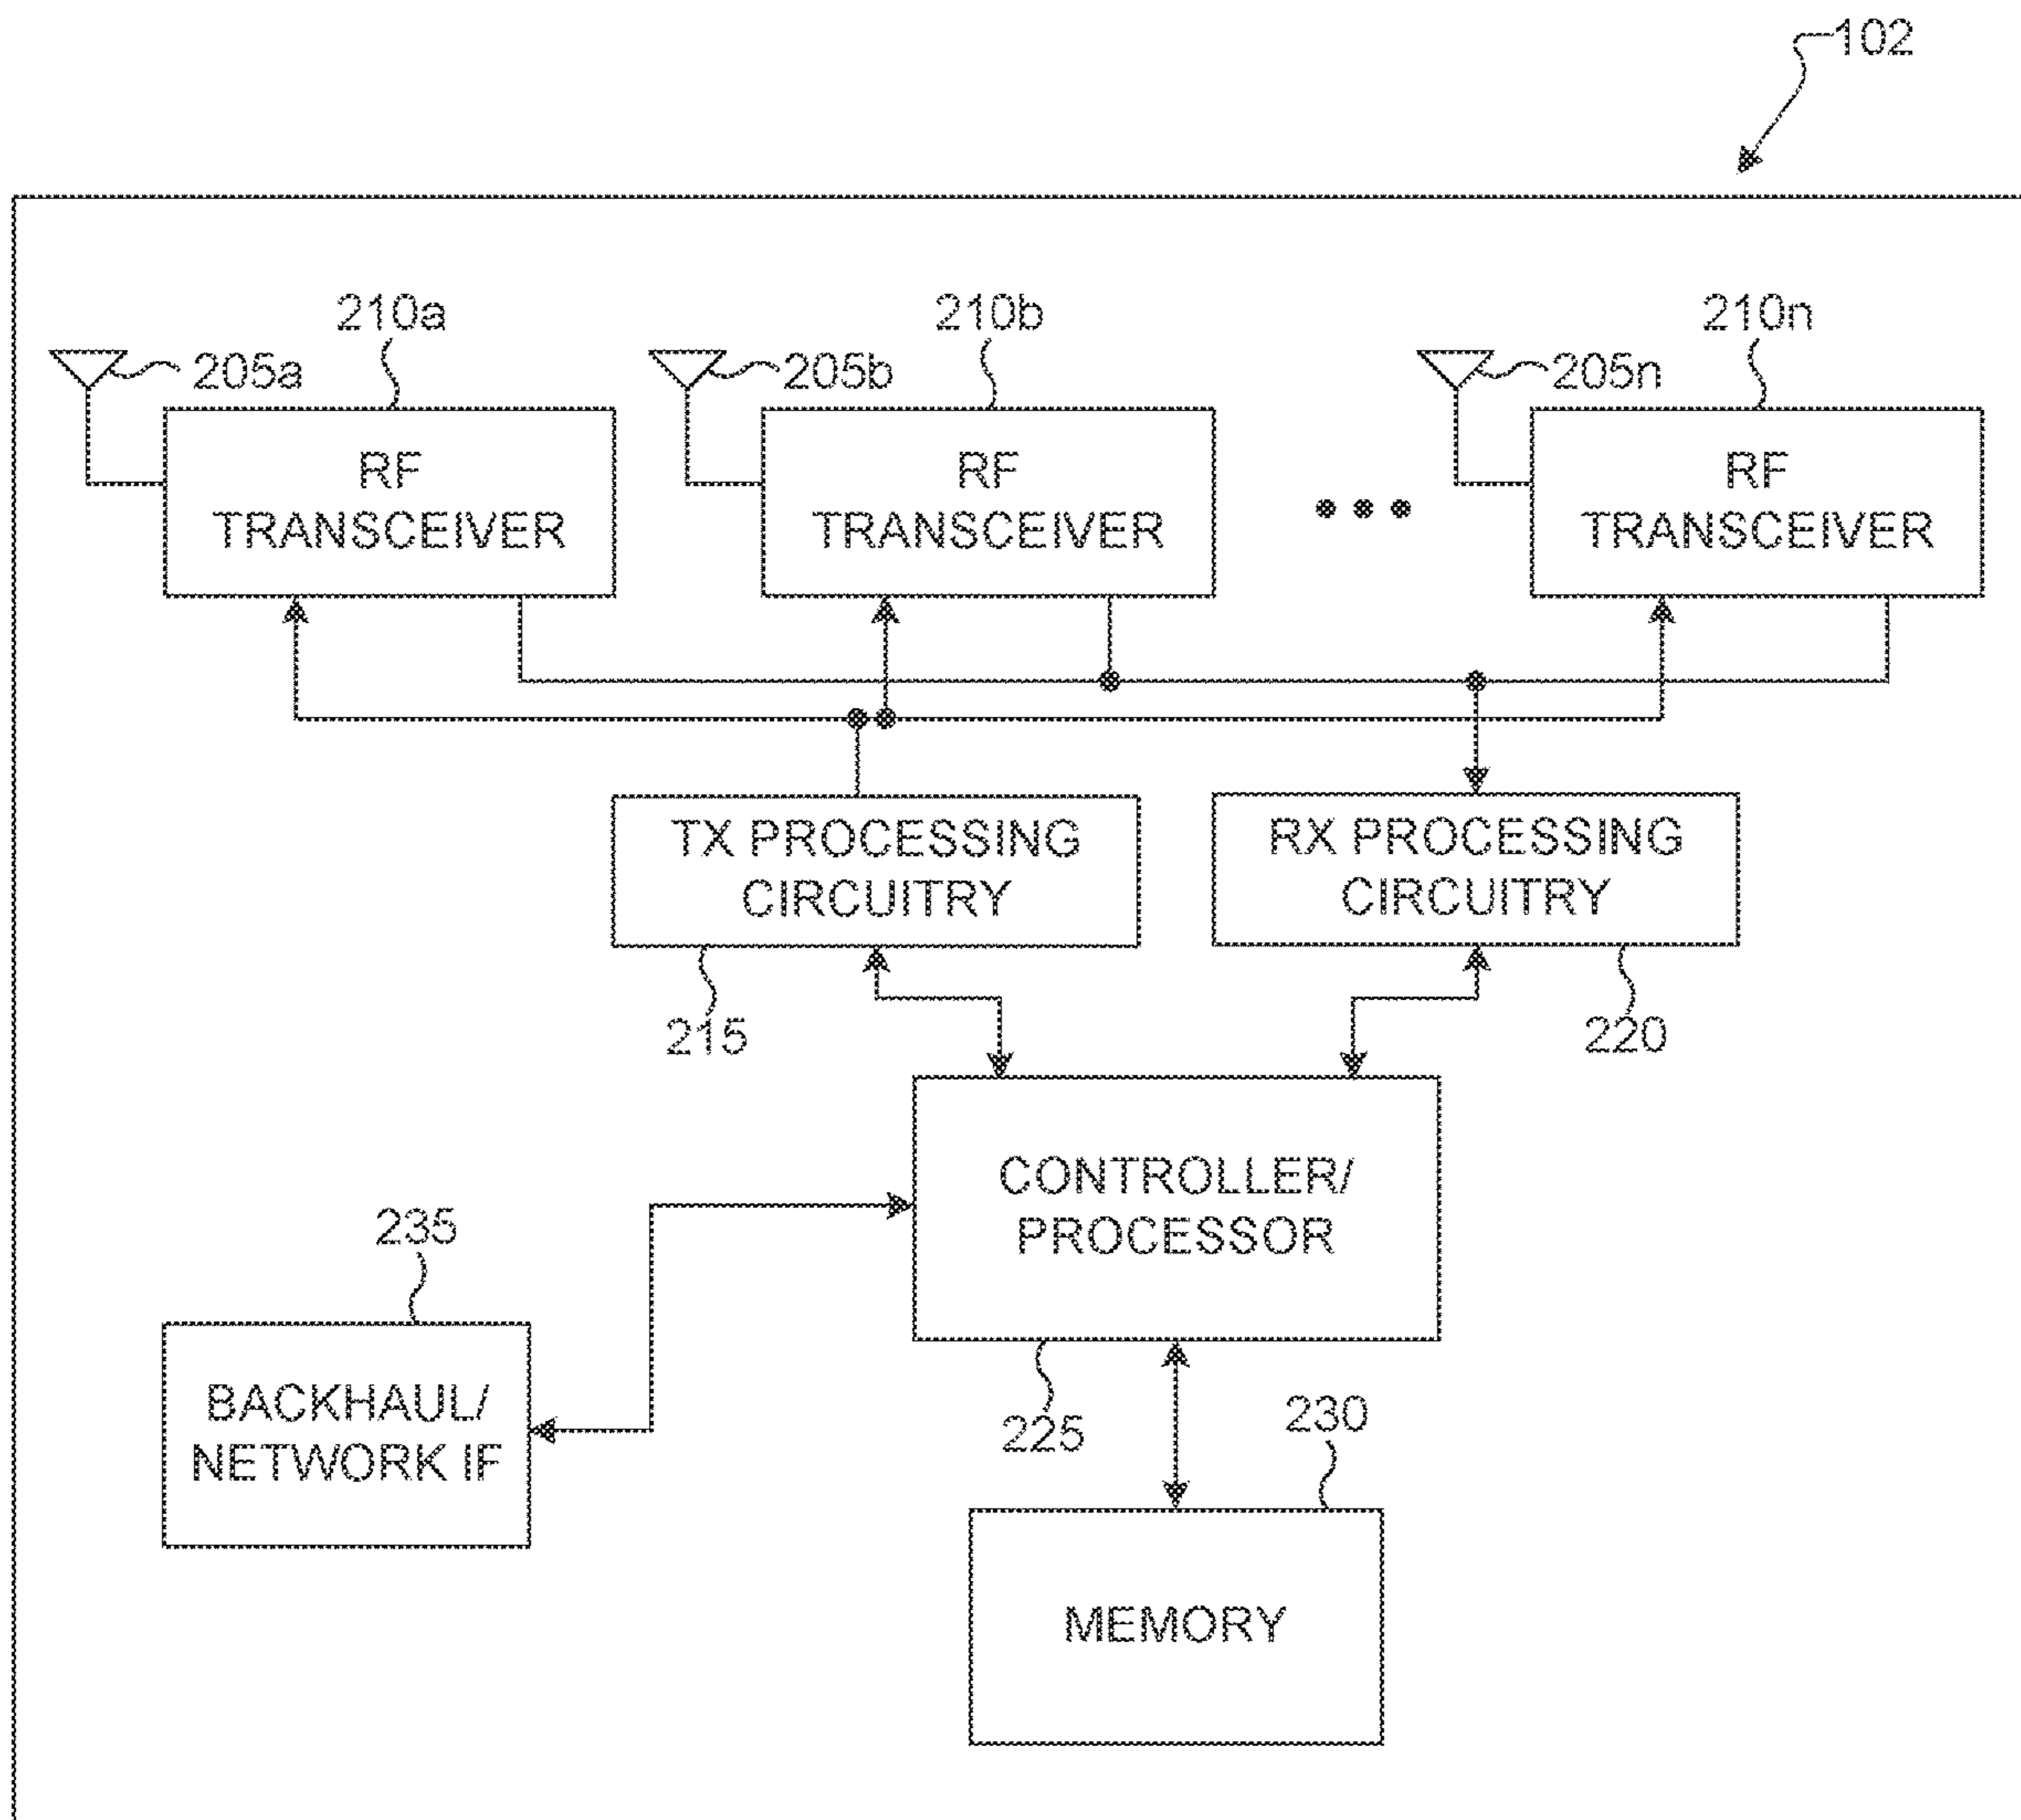 102
210a
210b
210n
205a
205b
205n
RF
TRANSCEIVER
RF
TRANSCEIVER
RF
TRANSCEIVER
TX PROCESSING
CIRCUITRY
RX PROCESSING
CIRCUITRY
215
220
CONTROLLER/
PROCESSOR
235
BACKHAUL/
NETWORK IF
225
230
MEMORY